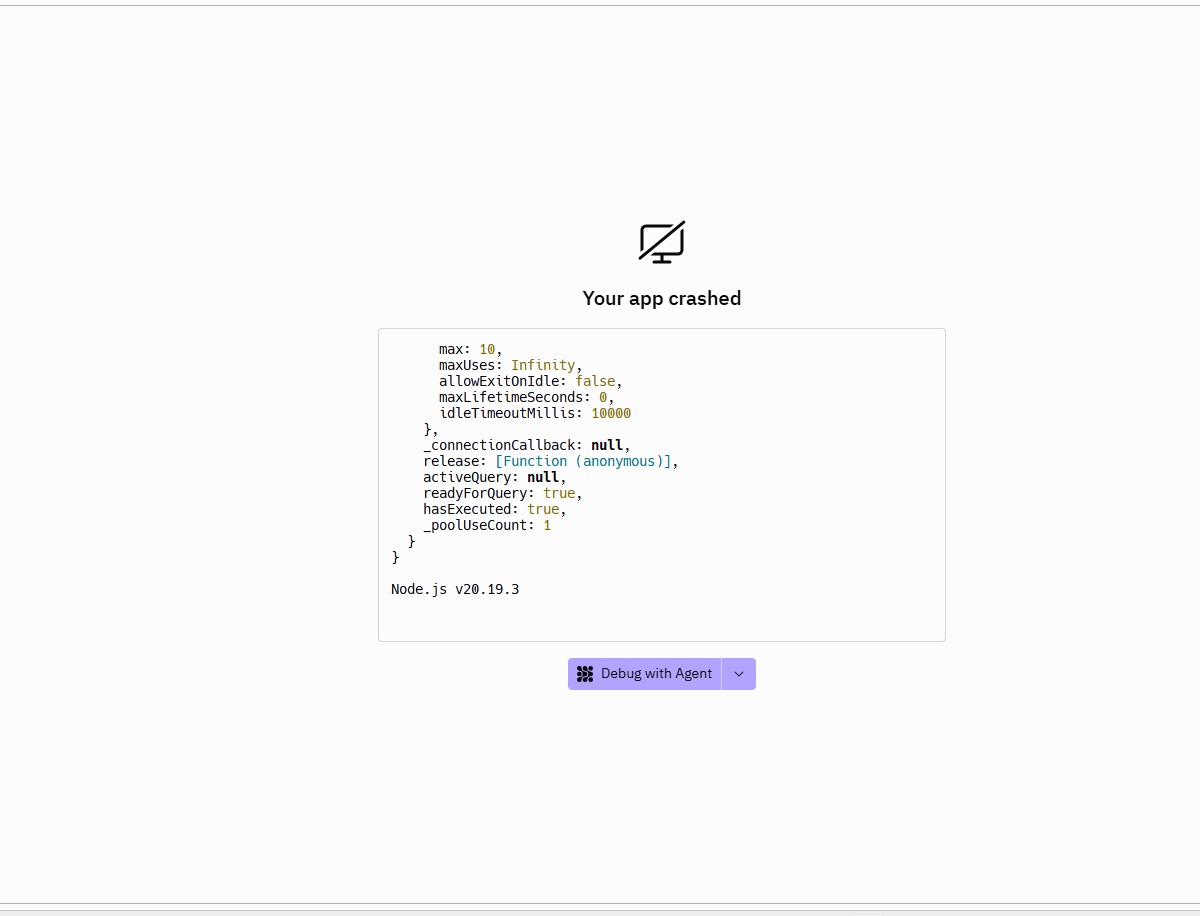 Your app crashed
max: 10,
maxUses: Infinity,
allowExitOnIdle: false,
maxLifetimeSeconds: 0,
idleTimeoutMillis: 10000
},
_connectionCallback: null,
release: [Function (anonymous)],
activeQuery: null,
readyForQuery: true,
hasExecuted: true,
_poolUseCount: 1
}
}
Node.js v20.19.3
Debug with Agent